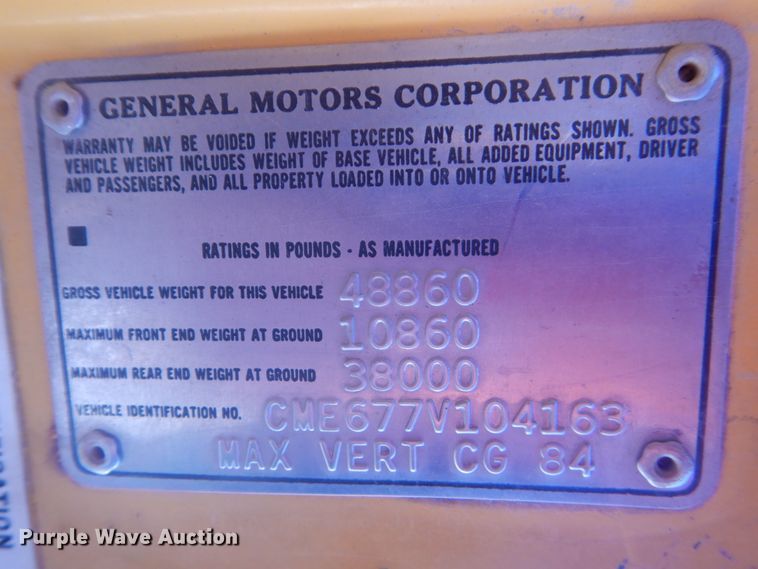 GENERAL MOTORS CORPORATION
WARRANTY MAY BE VOIDED IF WEIGHT EXCEEDS ANY OF RATINGS SHOWN. GROSS
VEHICLE WEIGHT INCLUDES WEIGHT OF BASE VEHICLE, ALL ADDED EQUIPMENT, DRIVER
AND PASSENGERS, AND ALL PROPERTY LOADED INTO OR ONTO VEHICLE.
RATINGS IN POUNDS - AS MANUFACTURED
GROSS VEHICLE WEIGHT FOR THIS VEHICLE 48860
MAXIMUM FRONT END WEIGHT AT GROUND 10860
MAXIMUM REAR END WEIGHT AT GROUND 38000
VEHICLE IDENTIFICATION NO. CME677V104163
MAX VERT CG 84
Purple Wave Auction